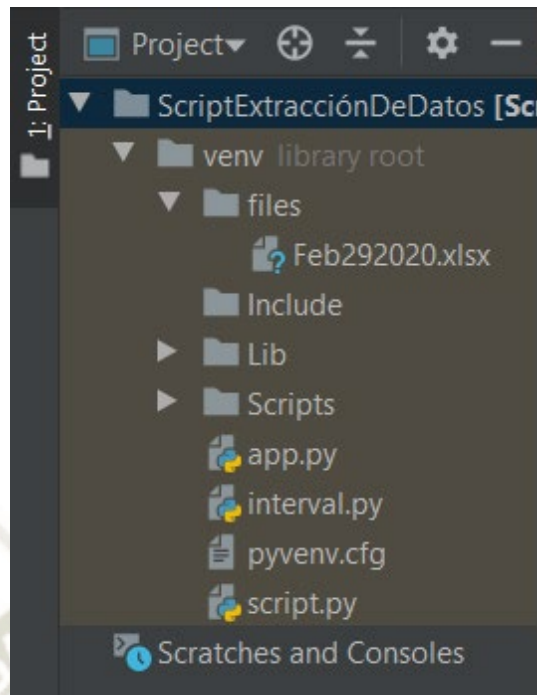 1: Project
Project
ScriptExtracciónDeDatos [Sc
venv library root
files
Feb292020.xlsx
Include
Lib
Scripts
app.py
interval.py
pyvenv.cfg
script.py
Scratches and Consoles